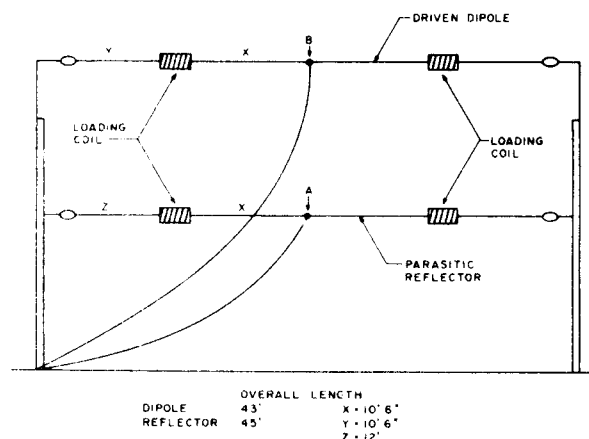 DRIVEN DIPOLE
B
Y
X
LOADING
COIL
LOADING
COIL
A
Z
X
PARASITIC
REFLECTOR
OVERALL LENGTH
DIPOLE 43' X = 10' 6"
REFLECTOR 45' Y = 10' 6"
Z = 12'